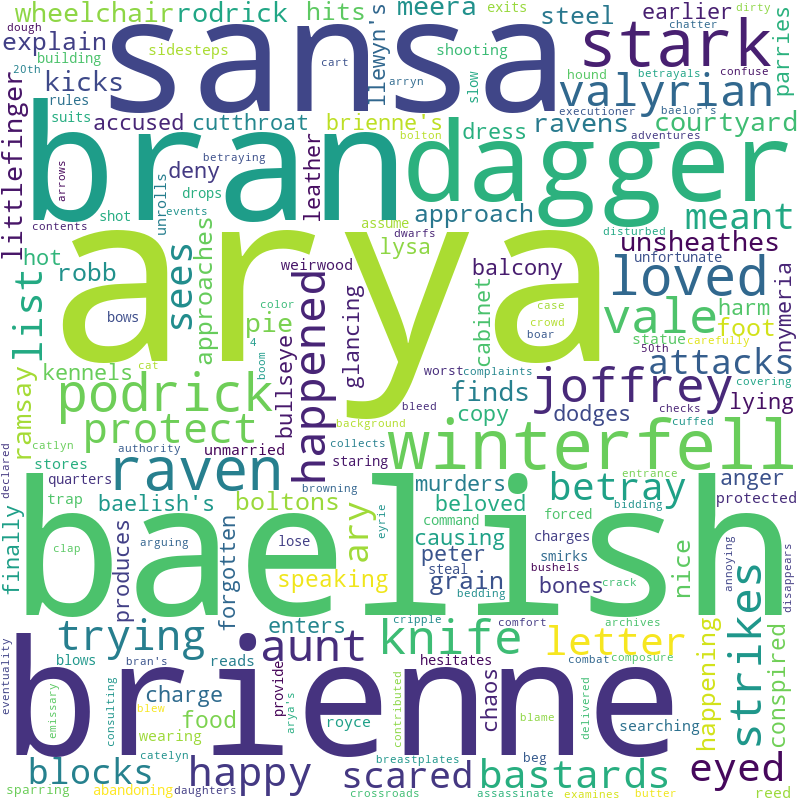 wheelchair
rodrick
hits
meera
exits
dirty
dough
sidesteps
cart
llewyn's
steel
earlier
chatter
explain
sansa
arryn
shooting
stark
parries
building
20th
kicks
slow
hound
betrayals
confuse
valyrian
rules
suits
executioner
baelor's
accused
cutthroat
brienne's
ravens
courtyard
littlefinger
bran
bolton
dress
adventures
dagger
arrows
betraying
deny
leather
approach
meant
drops
unrolls
shot
events
assume
dwarfs
disturbed
contents
arya
lysa
unsheathes
hot
robb
sees
approaches
weirwood
balcony
unfortunate
loved
list
bows
pie
color
4
boom
glancing
cabinet
case
crowd
boar
vale
harm
foot
nymeria
statue
carefully
50th
attacks
ramsay
kennels
cat
happened
bullseye
worst
complaints
finds
joffrey
covering
checks
lying
podrick
bleed
copy
dodges
cuffed
protect
background
catlyn
authority
unmarried
collects
staring
winterfell
declared
stores
raven
quarters
browning
eyrie
murders
betray
entrance
anger
protected
trap
baelish's
boltons
beloved
forced
bidding
finally
baelish
clap
arguing
lose
ary
command
causing
charges
produces
forgotten
speaking
peter
steal
grain
smirks
bushels
bones
crack
nice
annoying
disappears
bedding
trying
enters
knife
cripple
comfort
archives
letter
strikes
eventuality
bran's
blows
reads
aunt
hesitates
combat
composure
happening
conspired
brienne
emissary
consulting
charge
blew
food
provide
arya's
royce
contributed
chaos
blame
delivered
searching
wearing
blocks
catelyn
happy
breastplates
scared
beg
bastards
eyed
sparring
abandoning
daughters
crossroads
assassinate
examines
butter
reed